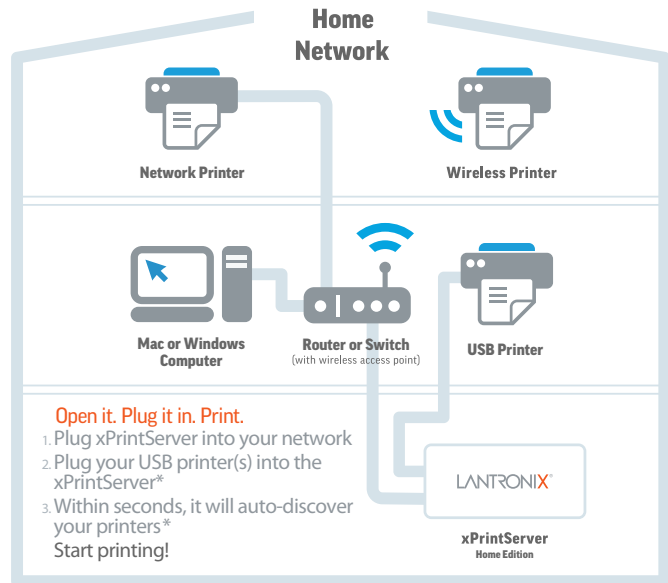 Home
Network
Network Printer
Wireless Printer
Mac or Windows
Computer
Router or Switch
(with wireless access point)
USB Printer
Open it. Plug it in. Print.
1. Plug xPrintServer into your network
2. Plug your USB printer(s) into the
xPrintServer*
3. Within seconds, it will auto-discover
your printers*
Start printing!
LANTRONIX®
xPrintServer
Home Edition